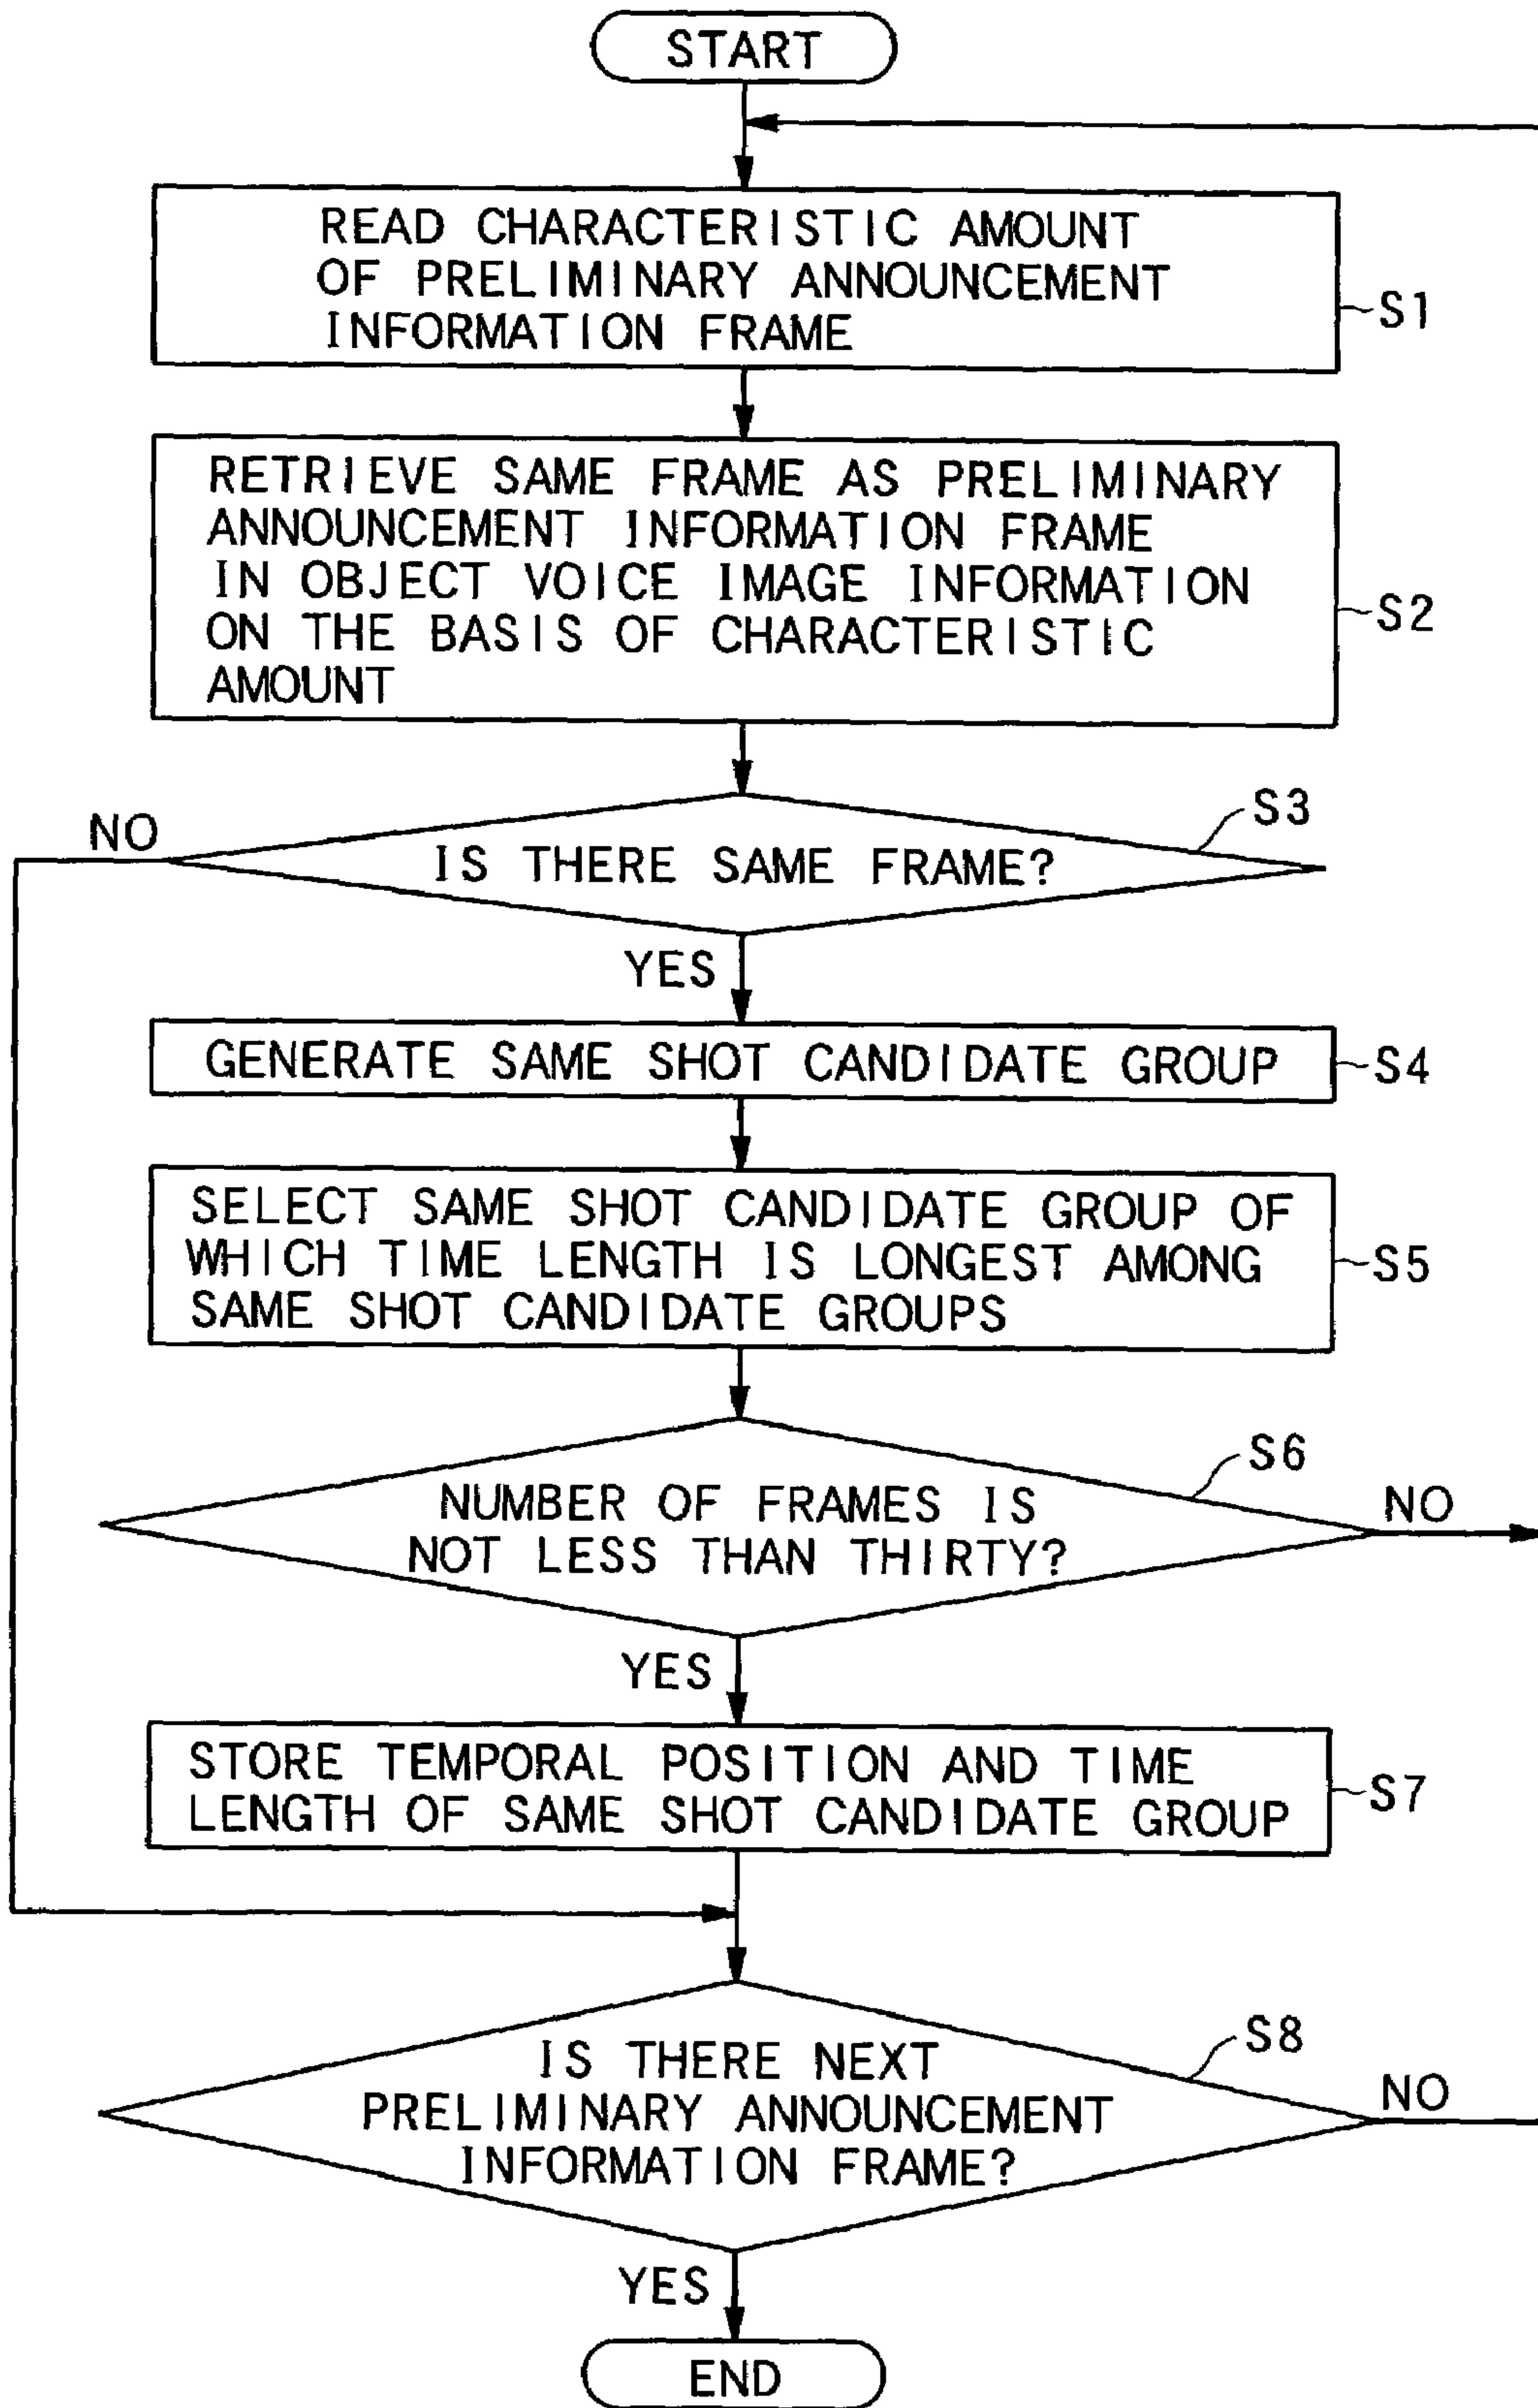 START
READ CHARACTERISTIC AMOUNT
OF PRELIMINARY ANNOUNCEMENT
INFORMATION FRAME
S1
RETRIEVE SAME FRAME AS PRELIMINARY
ANNOUNCEMENT INFORMATION FRAME
IN OBJECT VOICE IMAGE INFORMATION
ON THE BASIS OF CHARACTERISTIC
AMOUNT
S2
S3
NO
IS THERE SAME FRAME?
YES
GENERATE SAME SHOT CANDIDATE GROUP
S4
SELECT SAME SHOT CANDIDATE GROUP OF
WHICH TIME LENGTH IS LONGEST AMONG
SAME SHOT CANDIDATE GROUPS
S5
S6
NUMBER OF FRAMES IS
NOT LESS THAN THIRTY?
NO
YES
STORE TEMPORAL POSITION AND TIME
LENGTH OF SAME SHOT CANDIDATE GROUP
S7
S8
IS THERE NEXT
PRELIMINARY ANNOUNCEMENT
INFORMATION FRAME?
NO
YES
END